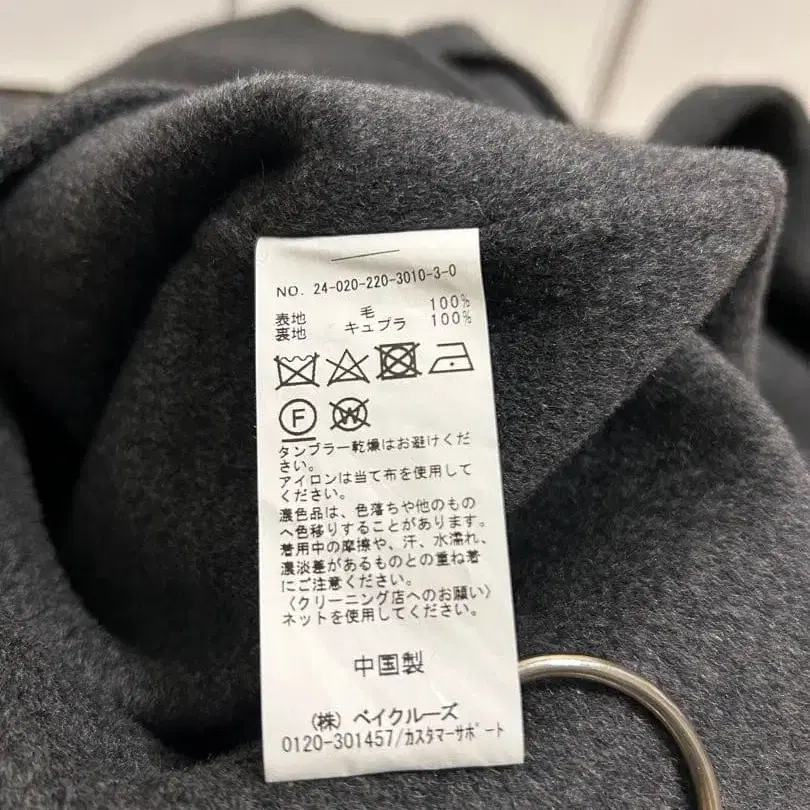 NO. 24-020-220-3010-3-0
表地 毛 100%
裏地 キュプラ 100%
F W
タンブラー乾燥はお避けくだ
さい。
アイロンは当て布を使用して
ください。
濃色品は、色落ちや他のもの
へ色移りすることがあります。
着用中の摩擦や、汗、水濡れ、
濃淡差があるものとの重ね着
にご注意ください。
〈クリーニング店へのお願い〉
ネットを使用してください。
中国製
(株) ベイクルーズ
0120-301457/カスタマーサポート